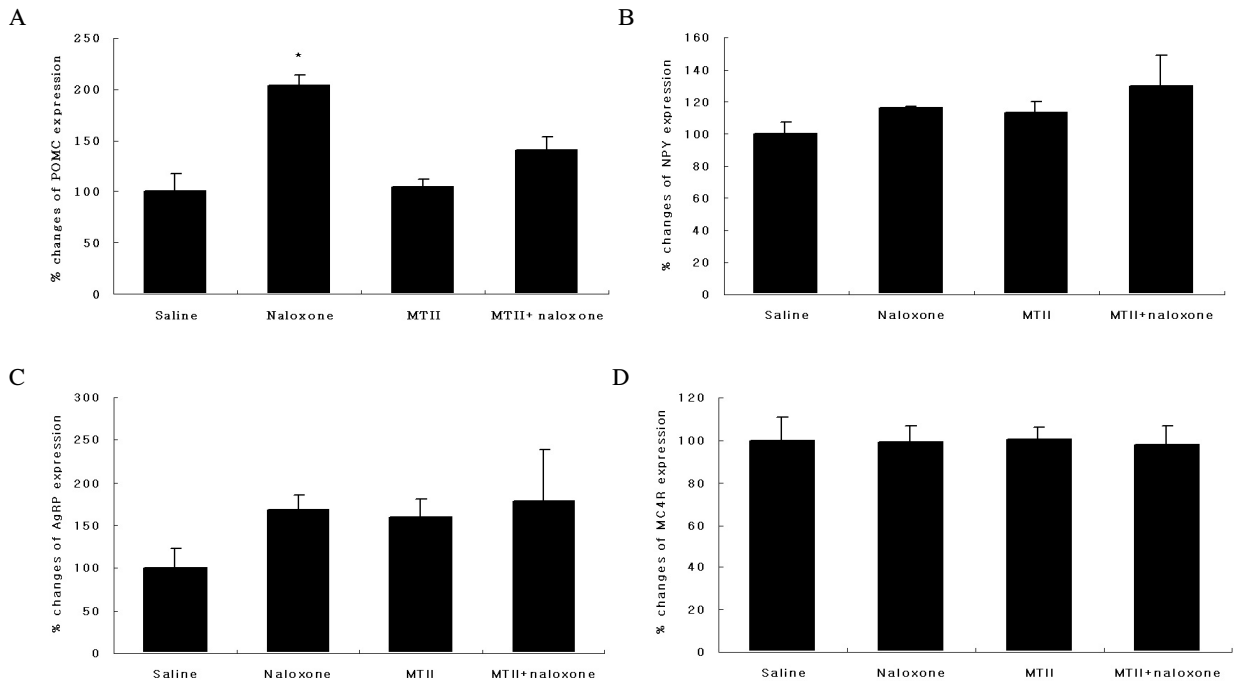 A
% changes of POMC expression
250
200
150
100
50
0
*
Saline
Naloxone
MTII
MTII+ naloxone
B
% changes of NPY expression
160
140
120
100
80
60
40
20
0
Saline
Naloxone
MTII
MTII+naloxone
C
% changes of AgRP expression
300
250
200
150
100
50
0
Saline
Naloxone
MTII
MTII+naloxone
D
% changes of MC4R expression
120
100
80
60
40
20
0
Saline
Naloxone
MTII
MTII+naloxone